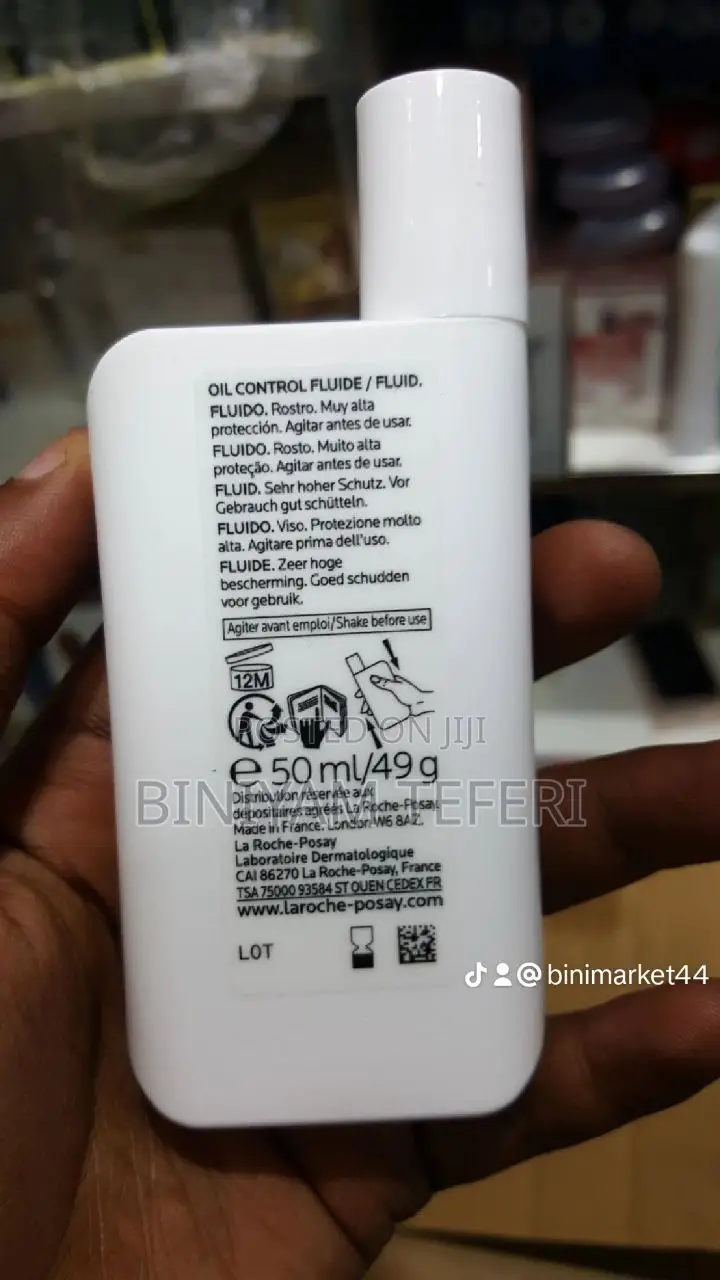 OIL CONTROL FLUIDE / FLUID.
FLUIDO. Rostro. Muy alta
protección. Agitar antes de usar.
FLUIDO. Rosto. Muito alta
proteção. Agitar antes de usar.
FLUID. Sehr hoher Schutz. Vor
Gebrauch gut schütteln.
FLUIDO. Viso. Protezione molto
alta. Agitare prima dell'uso.
FLUIDE. Zeer hoge
bescherming. Goed schudden
voor gebruik.
Agiter avant emploi/Shake before use
12M
POSTED ON JIJI
e 50 ml/49 g
BINIYAM TEFERI
Distribution réservée aux
dépositaires agréés La Roche-Posay.
Made in France. London W6 8AZ.
La Roche-Posay
Laboratoire Dermatologique
CAI 86270 La Roche-Posay, France
TSA 75000 93584 ST OUEN CEDEX FR
www.laroche-posay.com
LOT
@binimarket44